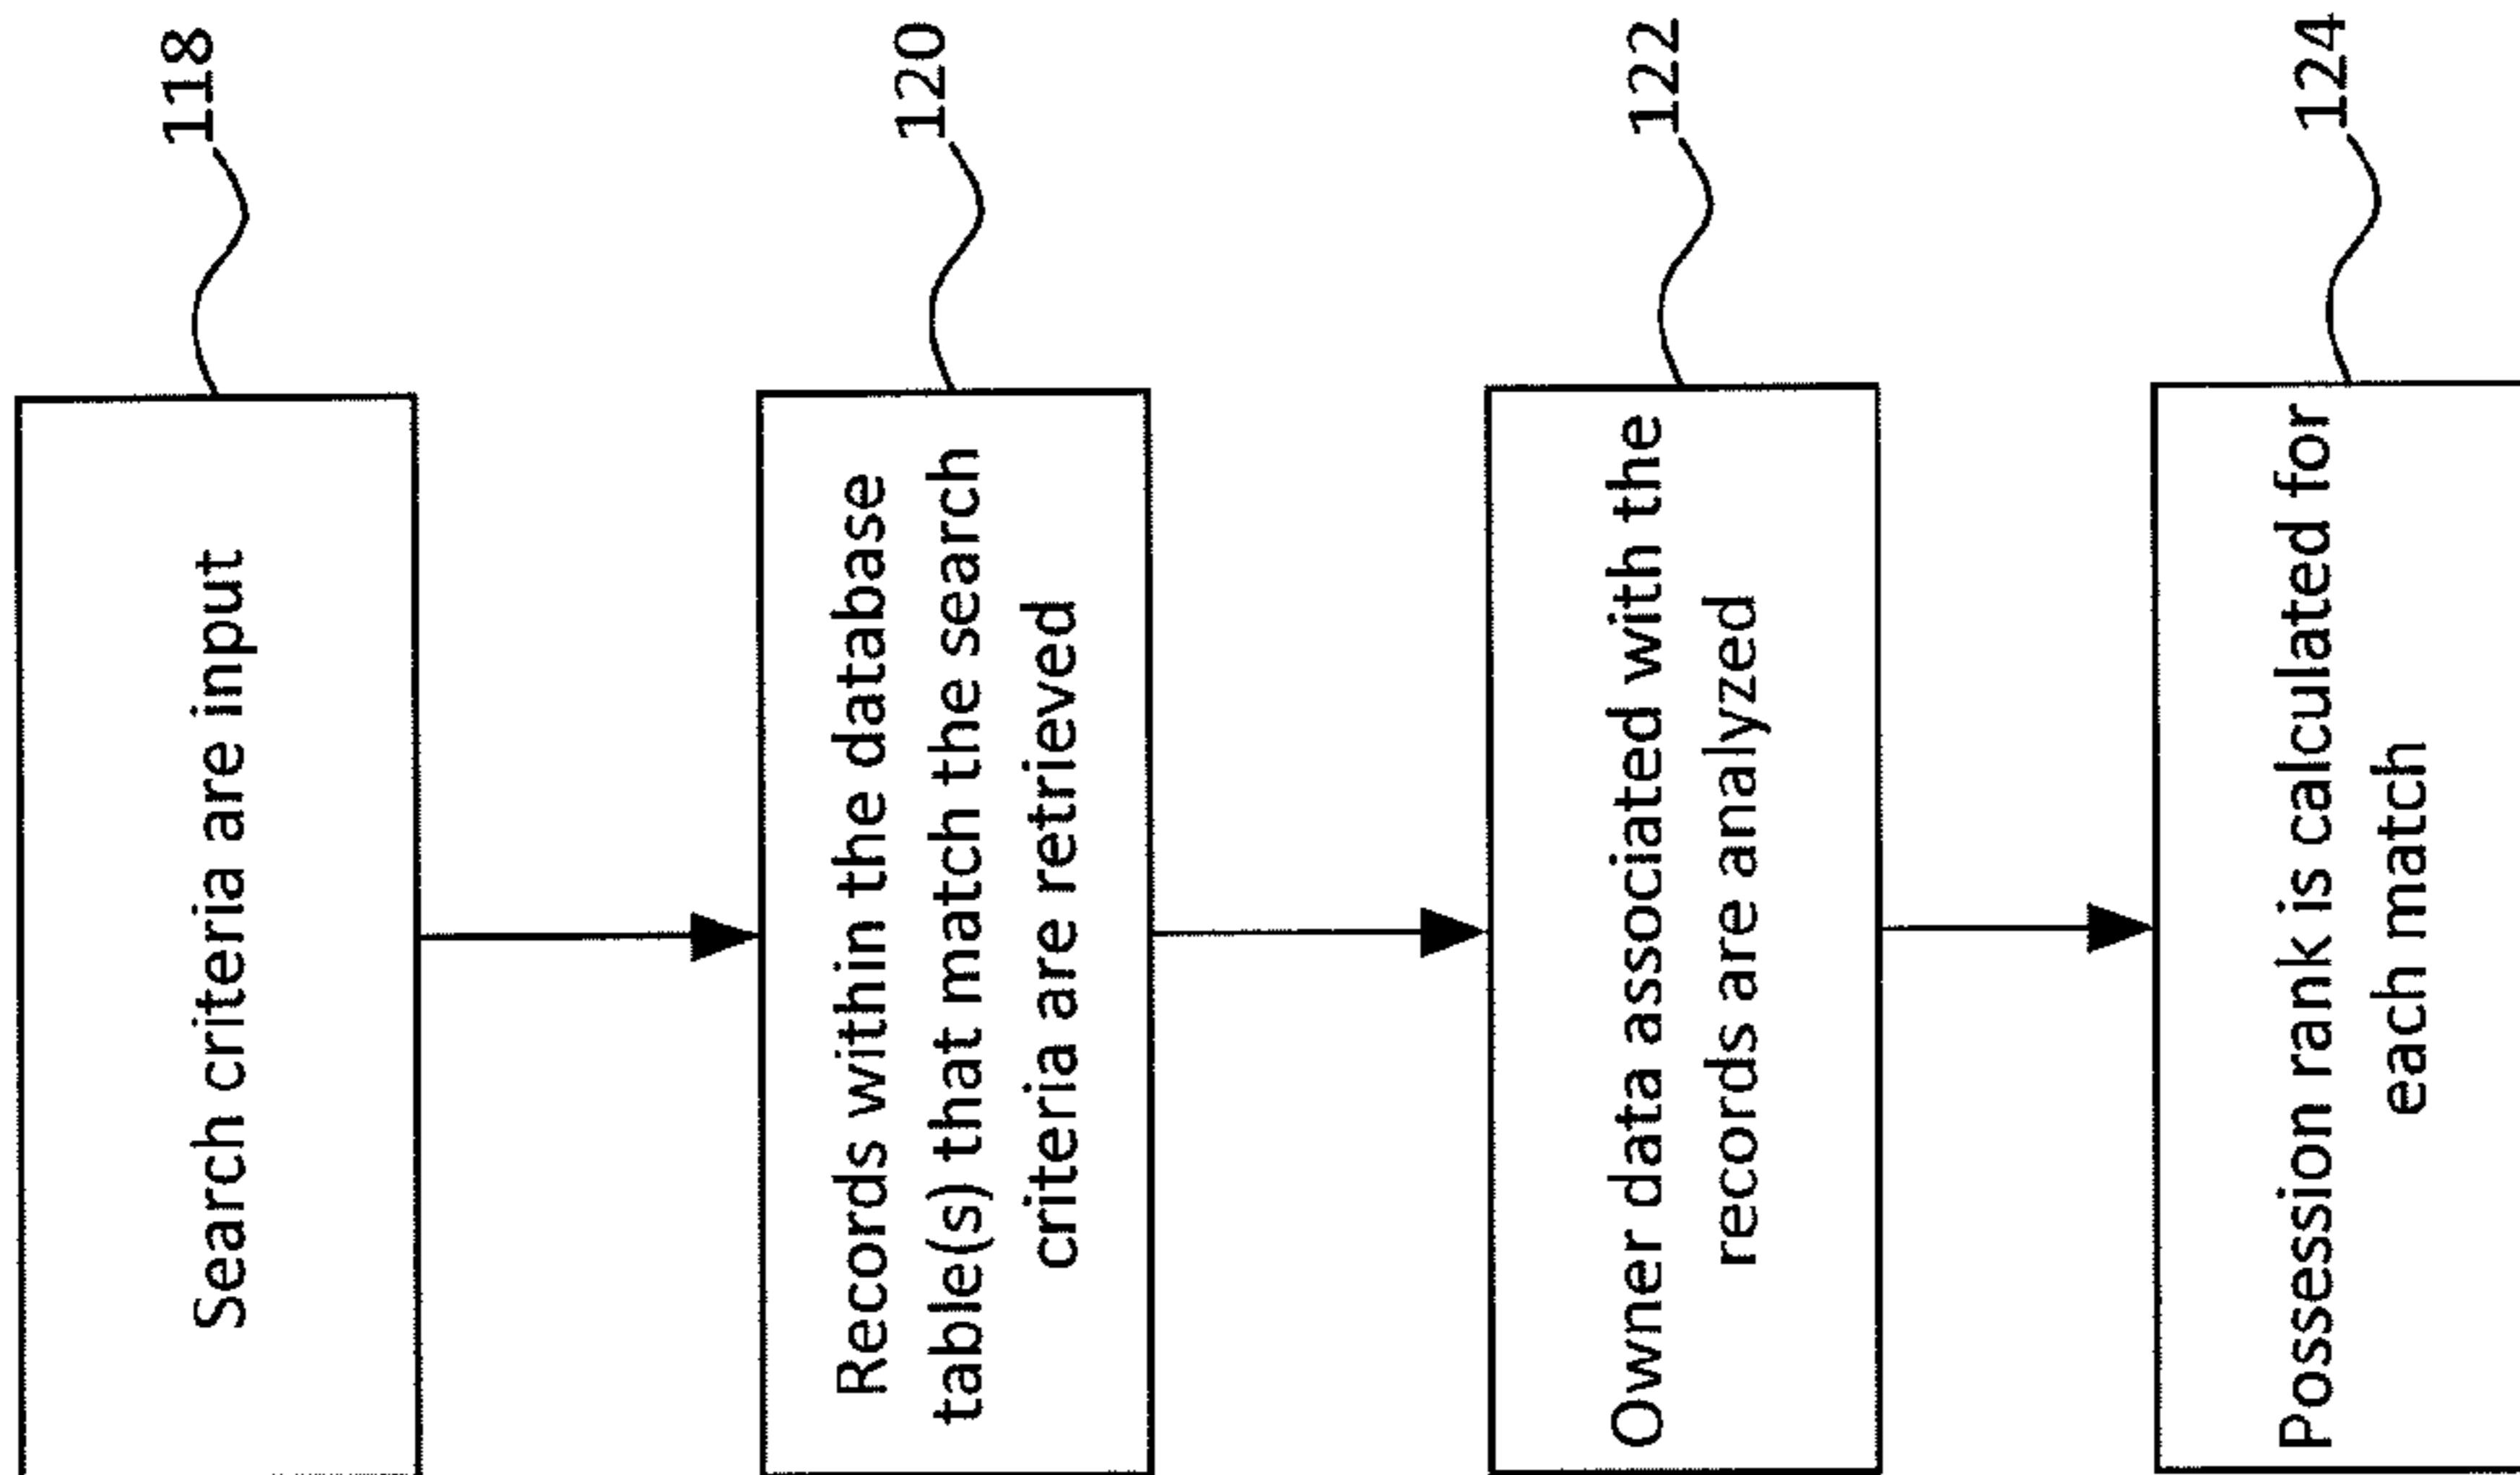 Search criteria are input
118
Records within the database
table(s) that match the search
criteria are retrieved
120
Owner data associated with the
records are analyzed
122
Possession rank is calculated for
each match
124